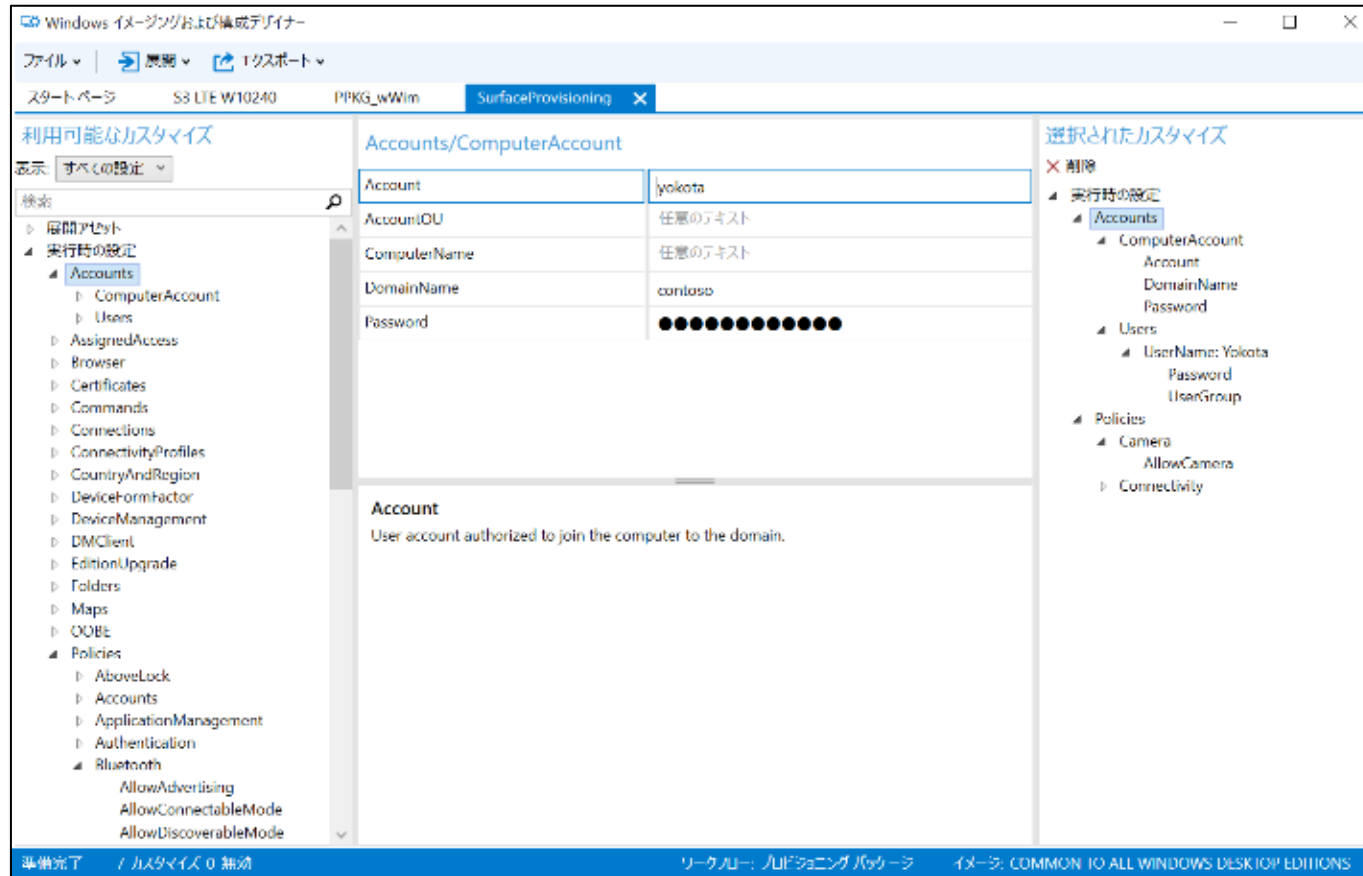 Windows イメージングおよび構成デザイナー
ファイル 展開 エクスポート
スタート ページ S3 LTE W10240 PPKG_wWim SurfaceProvisioning
利用可能なカスタマイズ
表示: すべての設定
検索
展開アセット
実行時の設定
Accounts
ComputerAccount
Users
AssignedAccess
Browser
Certificates
Commands
Connections
ConnectivityProfiles
CountryAndRegion
DeviceFormFactor
DeviceManagement
DMClient
EditionUpgrade
Folders
Maps
OOBE
Policies
AboveLock
Accounts
ApplicationManagement
Authentication
Bluetooth
AllowAdvertising
AllowConnectableMode
AllowDiscoverableMode
Accounts/ComputerAccount
Account yokota
AccountOU 任意のテキスト
ComputerName 任意のテキスト
DomainName contoso
Password ●●●●●●●●●●●●
Account
User account authorized to join the computer to the domain.
選択されたカスタマイズ
削除
実行時の設定
Accounts
ComputerAccount
Account
DomainName
Password
Users
UserName: Yokota
Password
UserGroup
Policies
Camera
AllowCamera
Connectivity
準備完了 7 カスタマイズ 0 無効 ワークフロー: プロビジョニング パッケージ イメージ: COMMON TO ALL WINDOWS DESKTOP EDITIONS